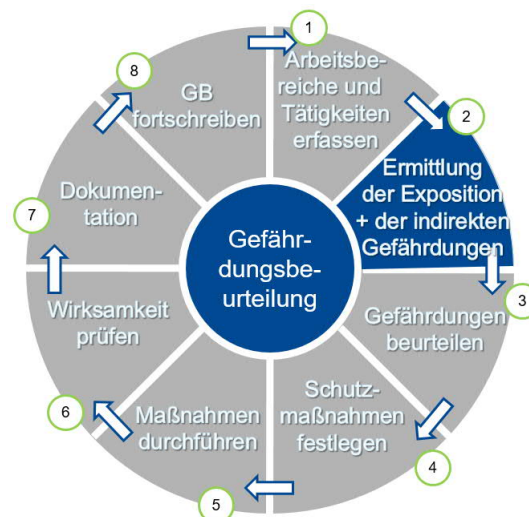 1
Arbeitsbe-
reiche und
Tätigkeiten
erfassen
2
Ermittlung
der Exposition
+ der indirekten
Gefährdungen
3
Gefährdungen
beurteilen
4
Schutz-
maßnahmen
festlegen
5
Maßnahmen
durchführen
6
Wirksamkeit
prüfen
7
Dokumen-
tation
8
GB
fortschreiben
Gefähr-
dungsbe-
urteilung